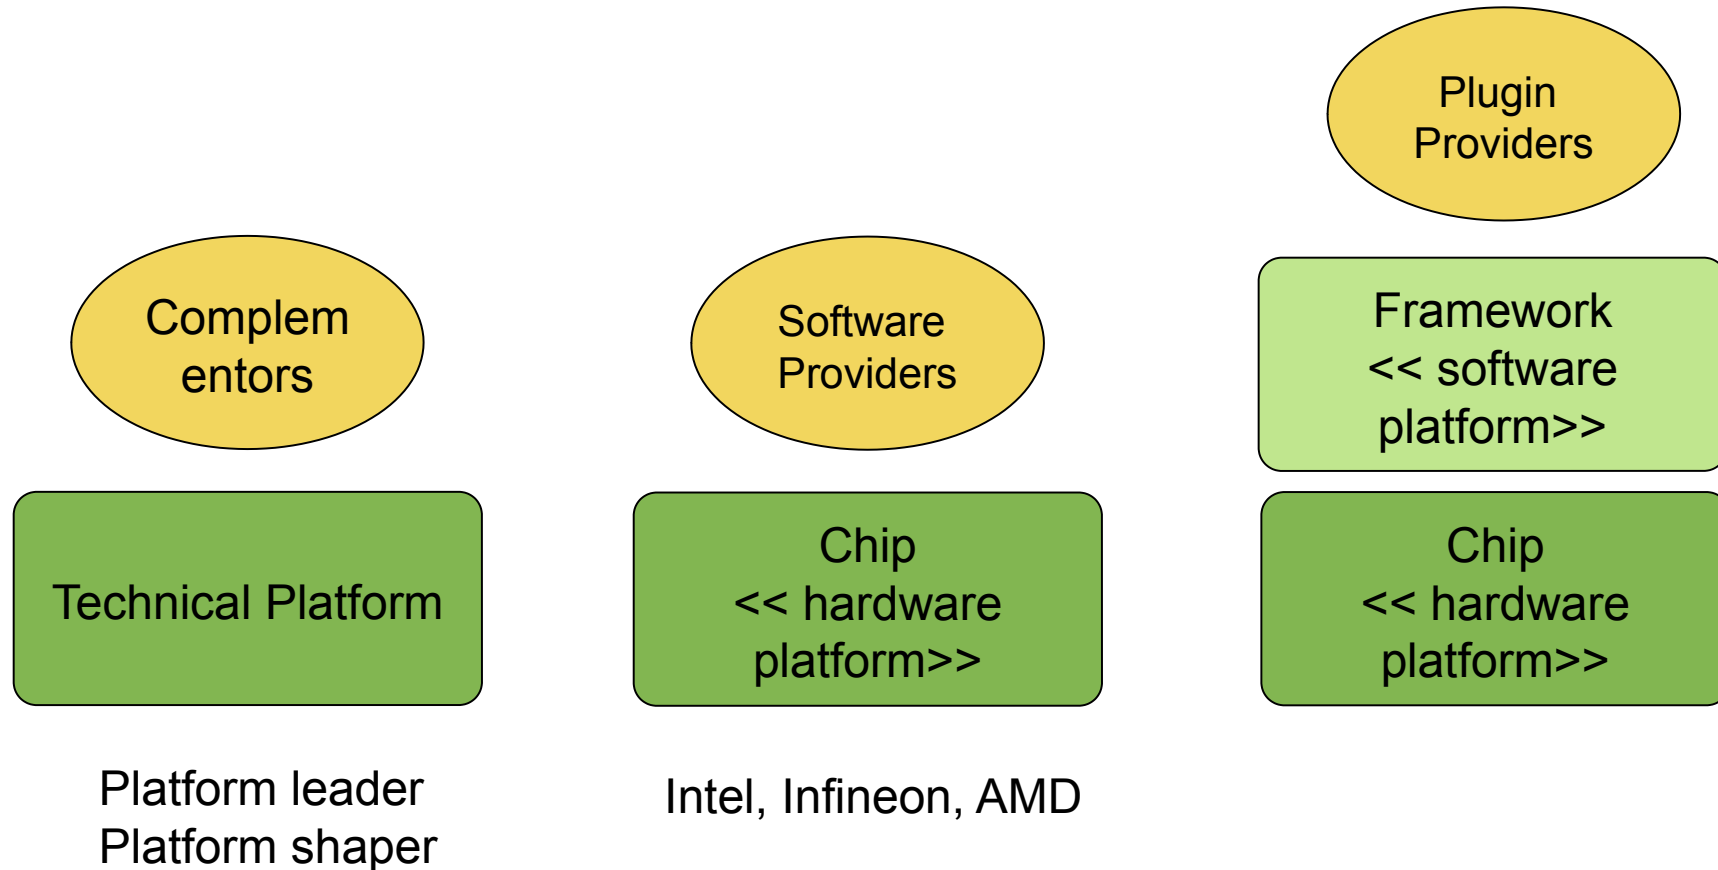 Complem
entors
Technical Platform
Platform leader
Platform shaper
Software
Providers
Chip
<< hardware
platform>>
Intel, Infineon, AMD
Plugin
Providers
Framework
<< software
platform>>
Chip
<< hardware
platform>>